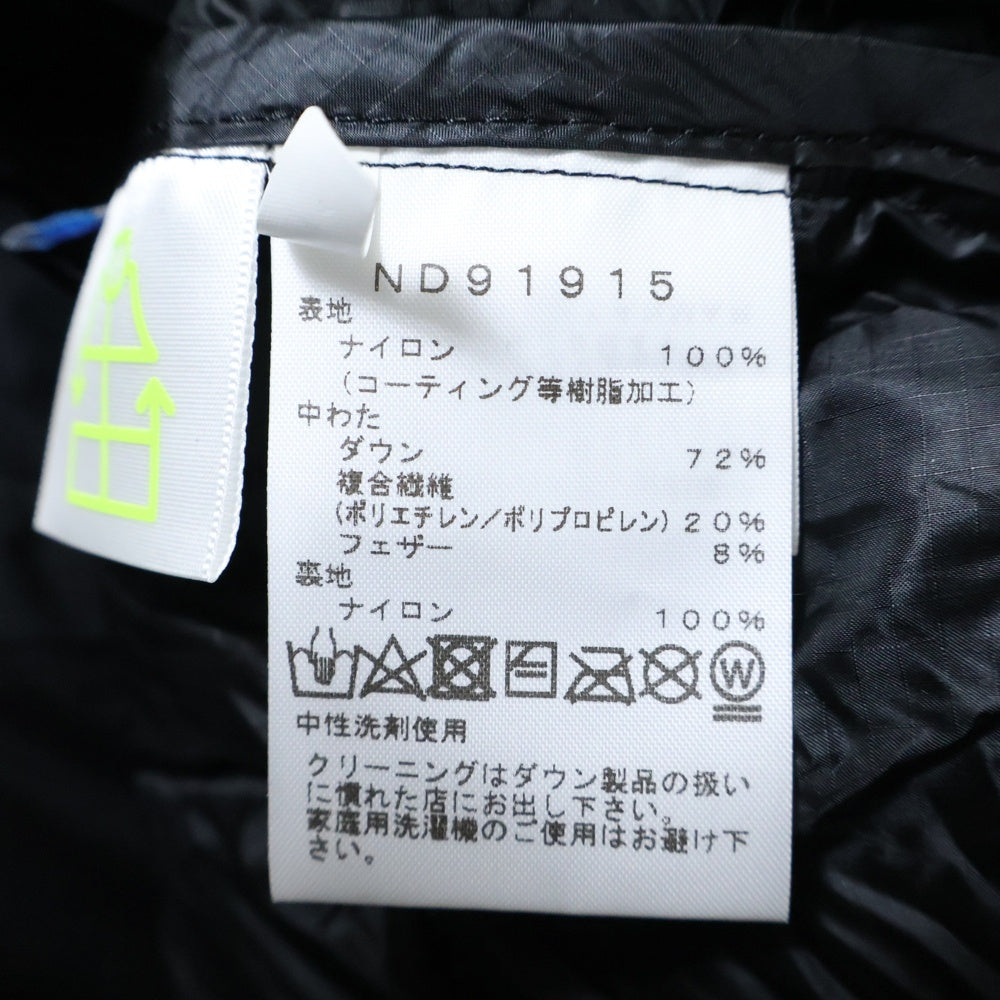 ND91915
表地
ナイロン 100%
(コーティング等樹脂加工)
中わた
ダウン 72%
複合繊維
(ポリエチレン/ポリプロピレン) 20%
フェザー 8%
裏地
ナイロン 100%
W
中性洗剤使用
クリーニングはダウン製品の扱い
に慣れた店にお出し下さい。
家庭用洗濯機のご使用はお避け下
さい。